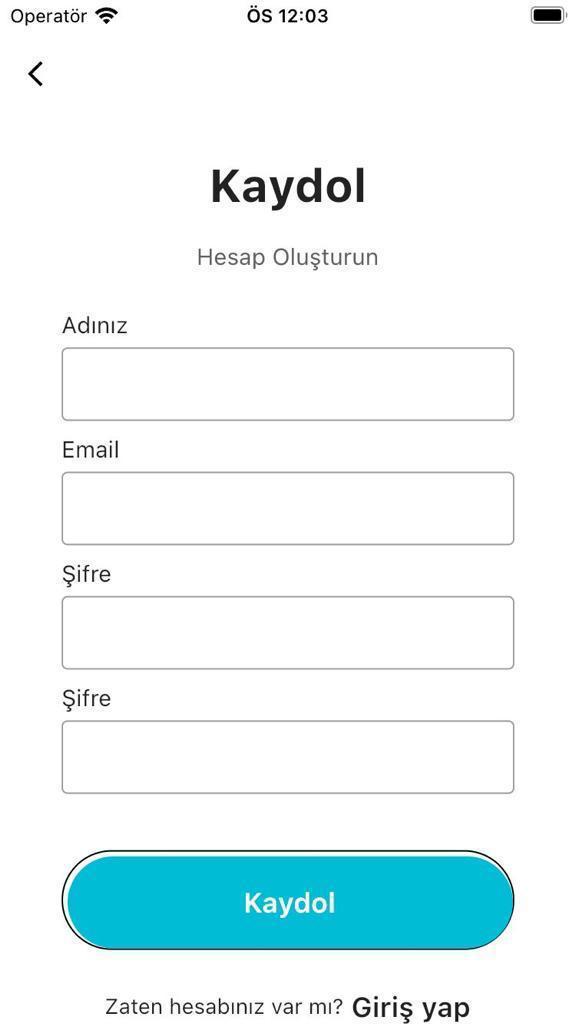 Operatör ÖS 12:03
Kaydol
Hesap Oluşturun
Adınız
Email
Şifre
Şifre
Kaydol
Zaten hesabınız var mı? Giriş yap